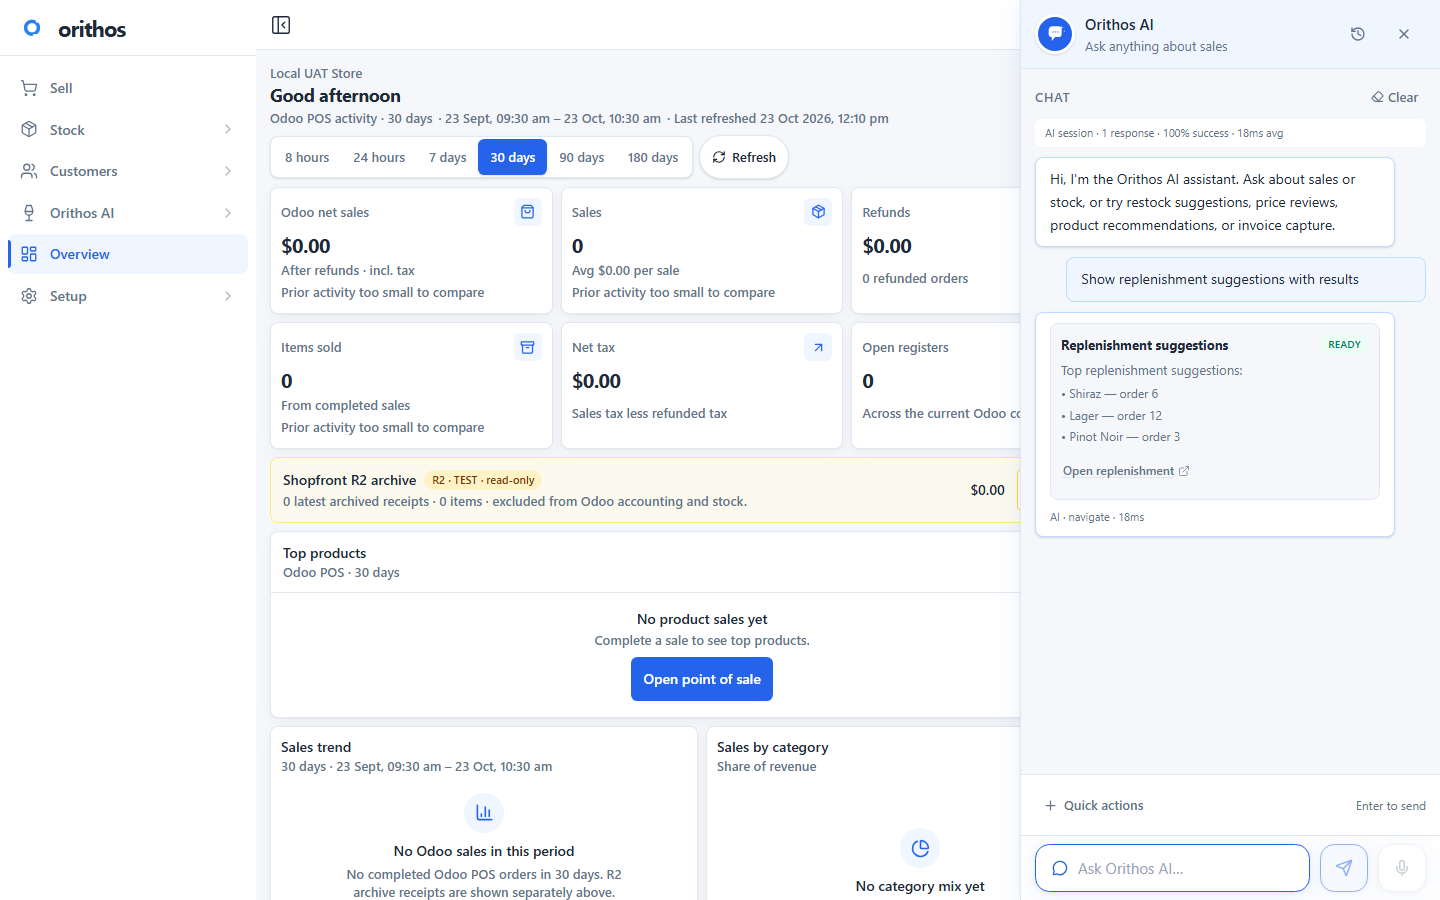 orithos
Sell
Stock
Customers
Orithos AI
Overview
Setup
Local UAT Store
Good afternoon
Odoo POS activity · 30 days · 23 Sept, 09:30 am – 23 Oct, 10:30 am · Last refreshed 23 Oct 2026, 12:10 pm
8 hours
24 hours
7 days
30 days
90 days
180 days
Refresh
Odoo net sales
$0.00
After refunds · incl. tax
Prior activity too small to compare
Sales
0
Avg $0.00 per sale
Prior activity too small to compare
Refunds
$0.00
0 refunded orders
Items sold
0
From completed sales
Prior activity too small to compare
Net tax
$0.00
Sales tax less refunded tax
Open registers
0
Across the current Odoo co
Shopfront R2 archive
R2 · TEST · read-only
0 latest archived receipts · 0 items · excluded from Odoo accounting and stock.
$0.00
Top products
Odoo POS · 30 days
No product sales yet
Complete a sale to see top products.
Open point of sale
Sales trend
30 days · 23 Sept, 09:30 am – 23 Oct, 10:30 am
No Odoo sales in this period
No completed Odoo POS orders in 30 days. R2
archive receipts are shown separately above.
Sales by category
Share of revenue
No category mix yet
Orithos AI
Ask anything about sales
CHAT
Clear
AI session · 1 response · 100% success · 18ms avg
Hi, I'm the Orithos AI assistant. Ask about sales or
stock, or try restock suggestions, price reviews,
product recommendations, or invoice capture.
Show replenishment suggestions with results
Replenishment suggestions
READY
Top replenishment suggestions:
• Shiraz — order 6
• Lager — order 12
• Pinot Noir — order 3
Open replenishment
AI · navigate · 18ms
Quick actions
Enter to send
Ask Orithos AI...